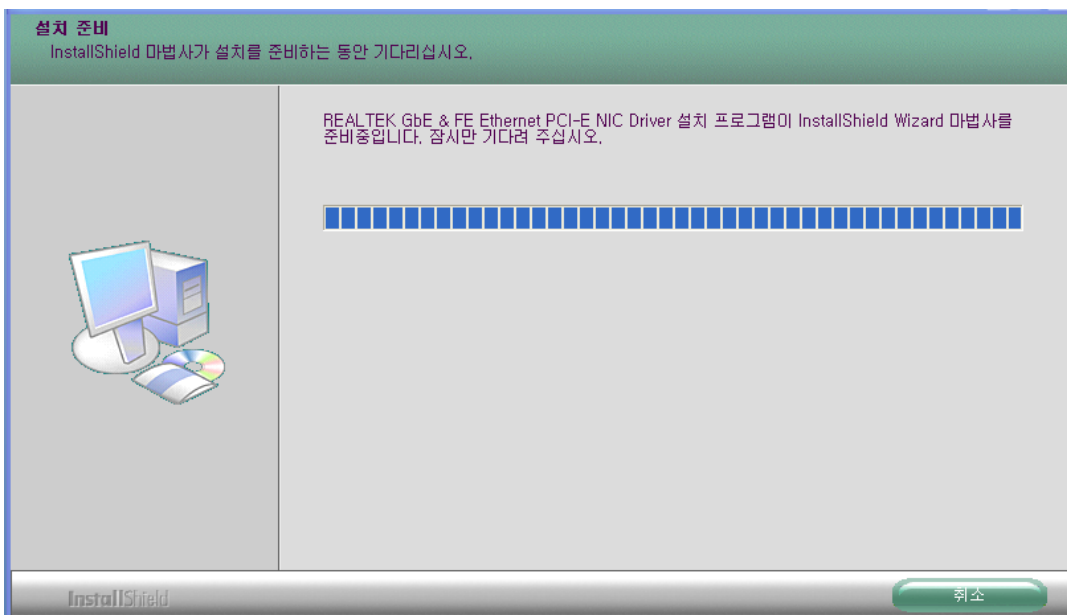 설치 준비
InstallShield 마법사가 설치를 준비하는 동안 기다리십시오.
REALTEK GbE & FE Ethernet PCI-E NIC Driver 설치 프로그램이 InstallShield Wizard 마법사를
준비중입니다. 잠시만 기다려 주십시오.
InstallShield
취소